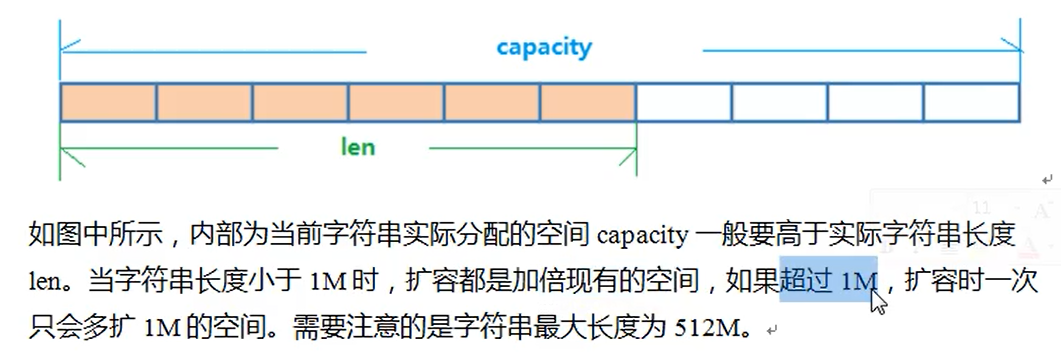 capacity
len
如图中所示，内部为当前字符串实际分配的空间 capacity 一般要高于实际字符串长度
len。当字符串长度小于 1M 时，扩容都是加倍现有的空间，如果超过 1M，扩容时一次
只会多扩 1M 的空间。需要注意的是字符串最大长度为 512M。
11
A